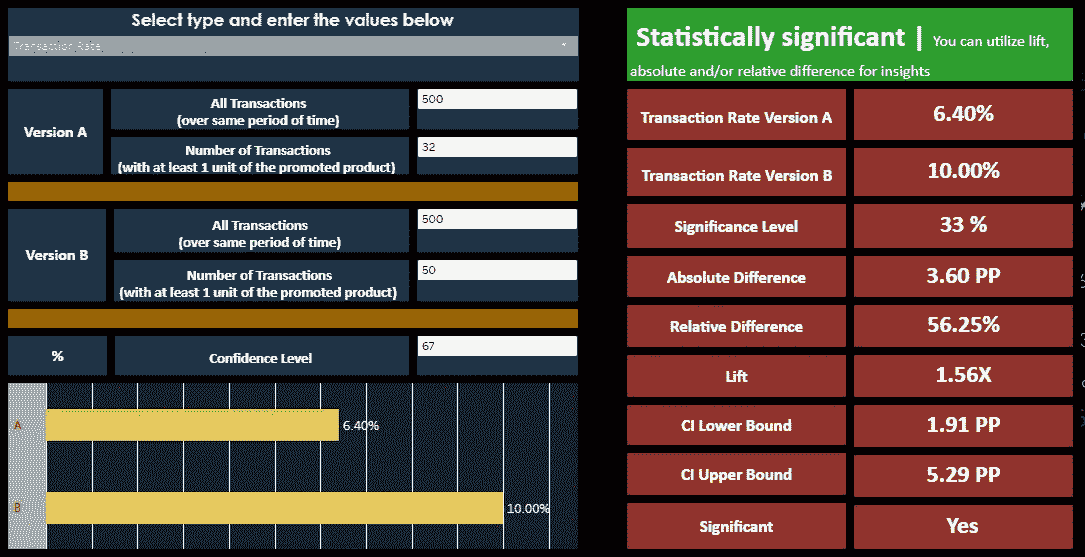 Select type and enter the values below
Transaction Rate
Version A
All Transactions
(over same period of time)
500
Number of Transactions
(with at least 1 unit of the promoted product)
32
Version B
All Transactions
(over same period of time)
500
Number of Transactions
(with at least 1 unit of the promoted product)
50
%
Confidence Level
67
A
6.40%
B
10.00%
Statistically significant | You can utilize lift,
absolute and/or relative difference for insights
Transaction Rate Version A
6.40%
Transaction Rate Version B
10.00%
Significance Level
33 %
Absolute Difference
3.60 PP
Relative Difference
56.25%
Lift
1.56X
CI Lower Bound
1.91 PP
CI Upper Bound
5.29 PP
Significant
Yes